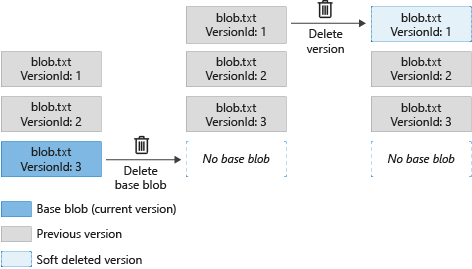 blob.txt
VersionId: 1
blob.txt
VersionId: 2
blob.txt
VersionId: 3
Delete
base blob
blob.txt
VersionId: 1
blob.txt
VersionId: 2
blob.txt
VersionId: 3
No base blob
Delete
version
blob.txt
VersionId: 1
blob.txt
VersionId: 2
blob.txt
VersionId: 3
No base blob
Base blob (current version)
Previous version
Soft deleted version